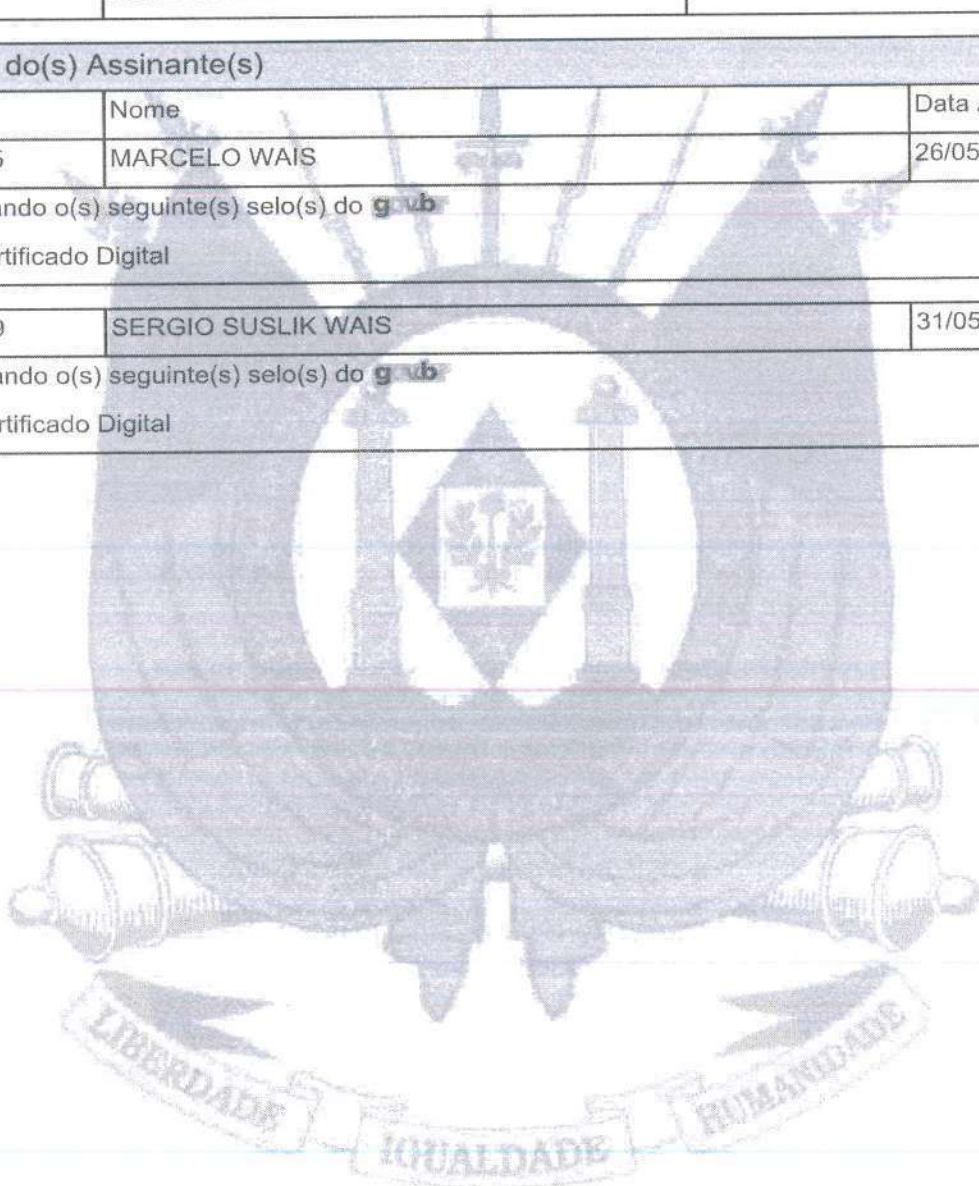 do(s) Assinante(s)
Nome Data
MARCELO WAIS 26/05
ando o(s) seguinte(s) selo(s) do
rtificado Digital
9 SERGIO SUSLIK WAIS 31/05
ando o(s) seguinte(s) selo(s) do
rtificado Digital
LIBERDADE
IGUALDADE
HUMANIDADE